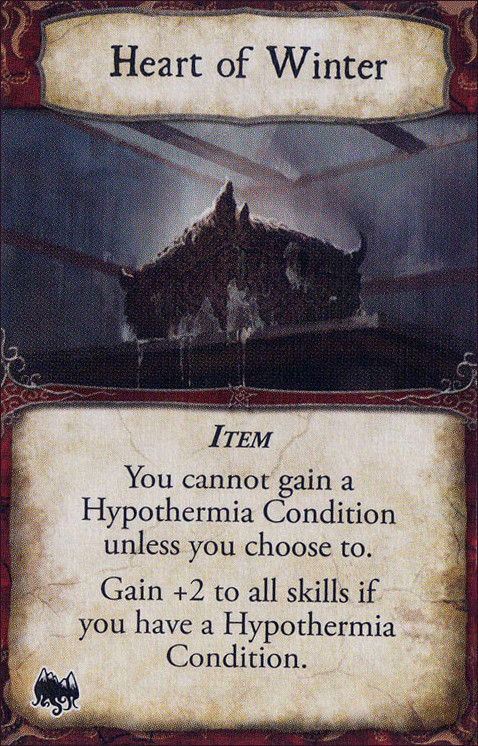 Heart of Winter
Item
You cannot gain a
Hypothermia Condition
unless you choose to.
Gain +2 to all skills if
you have a Hypothermia
Condition.